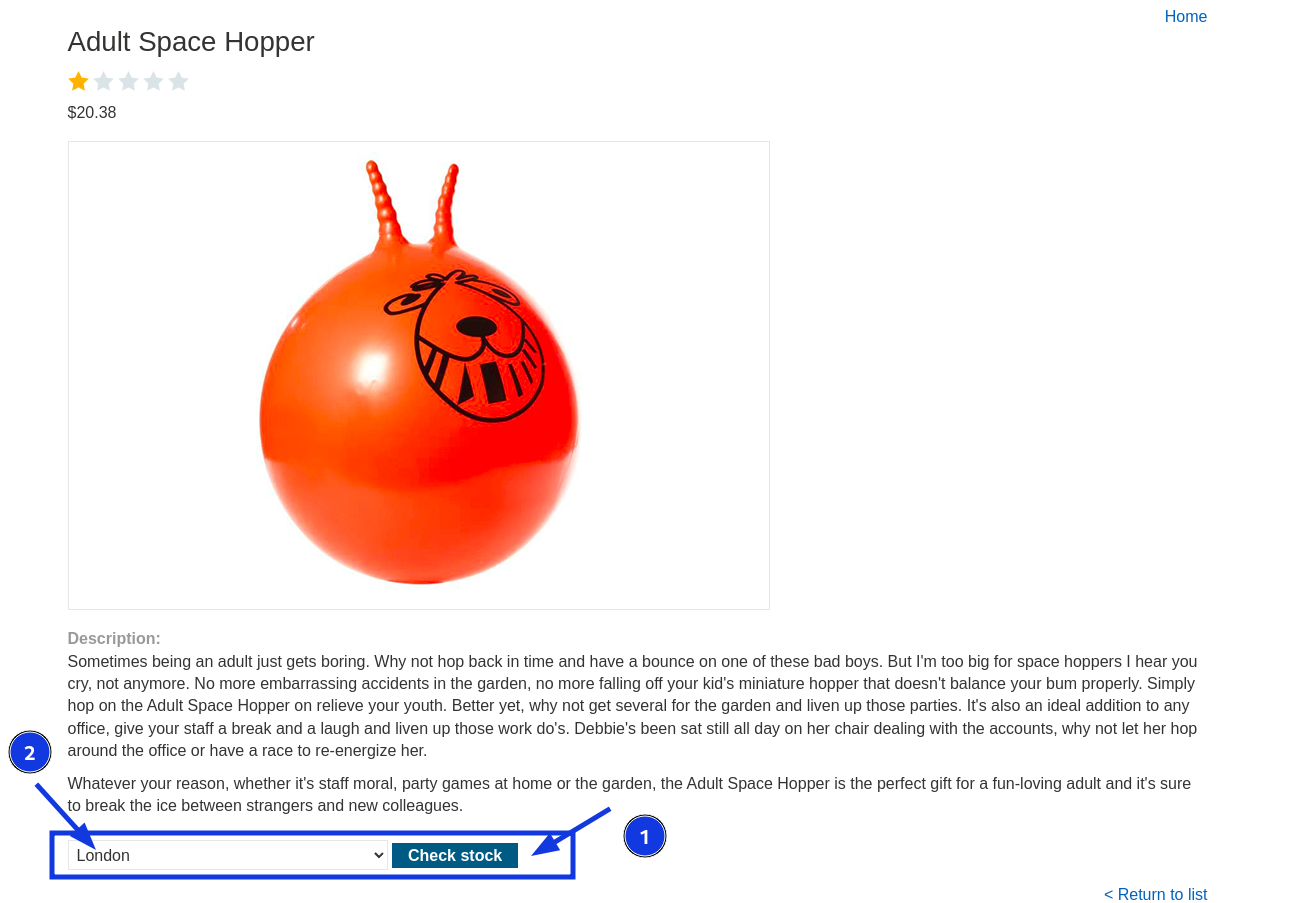 Home
Adult Space Hopper
$20.38
Description:
Sometimes being an adult just gets boring. Why not hop back in time and have a bounce on one of these bad boys. But I'm too big for space hoppers I hear you
cry, not anymore. No more embarrassing accidents in the garden, no more falling off your kid's miniature hopper that doesn't balance your bum properly. Simply
hop on the Adult Space Hopper on relieve your youth. Better yet, why not get several for the garden and liven up those parties. It's also an ideal addition to any
office, give your staff a break and a laugh and liven up those work do's. Debbie's been sat still all day on her chair dealing with the accounts, why not let her hop
around the office or have a race to re-energize her.
2
Whatever your reason, whether it's staff moral, party games at home or the garden, the Adult Space Hopper is the perfect gift for a fun-loving adult and it's sure
to break the ice between strangers and new colleagues.
1
London
Check stock
< Return to list